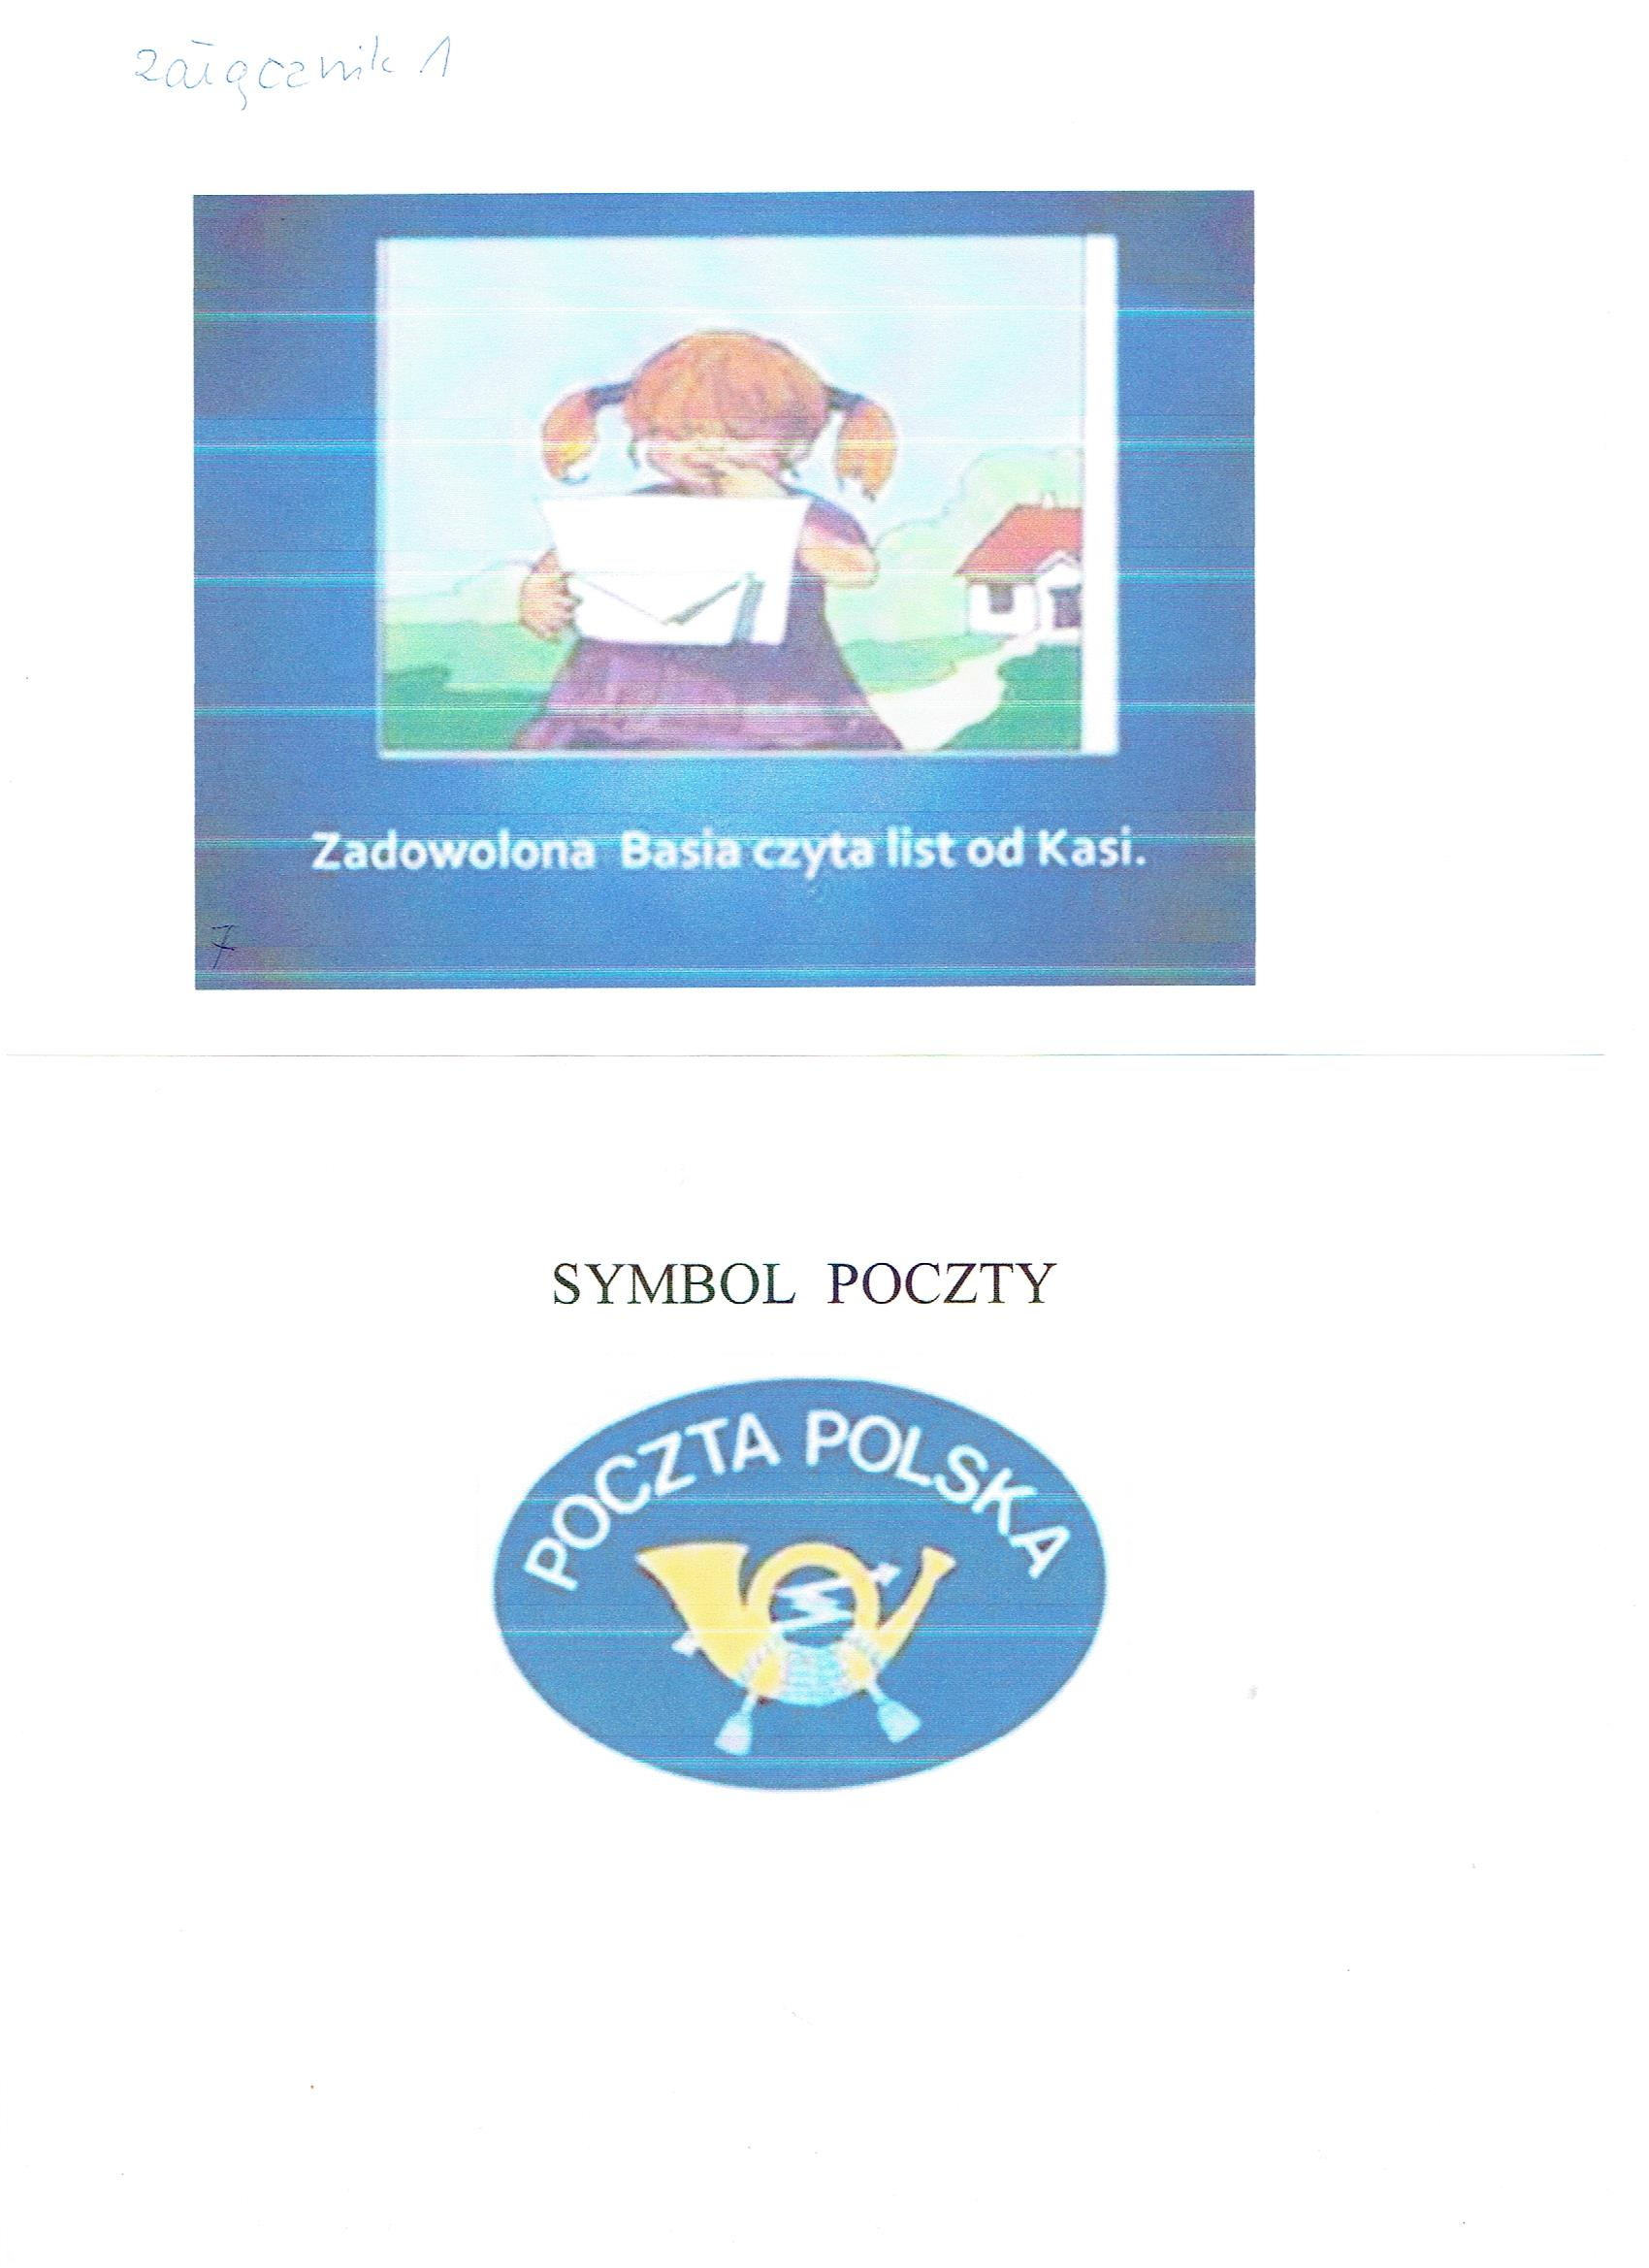 załącznik 1
Zadowolona Basia czyta list od Kasi.
7
SYMBOL POCZTY
POCZTA POLSKA